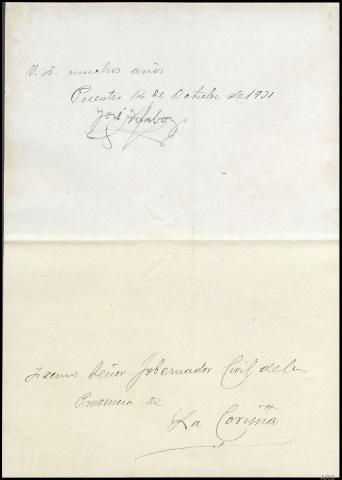 V. E. muchos años
Puentes 14 de Octubre de 1931
José
Excmo Señor Gobernador Civil de la
Provincia de
La Coruña